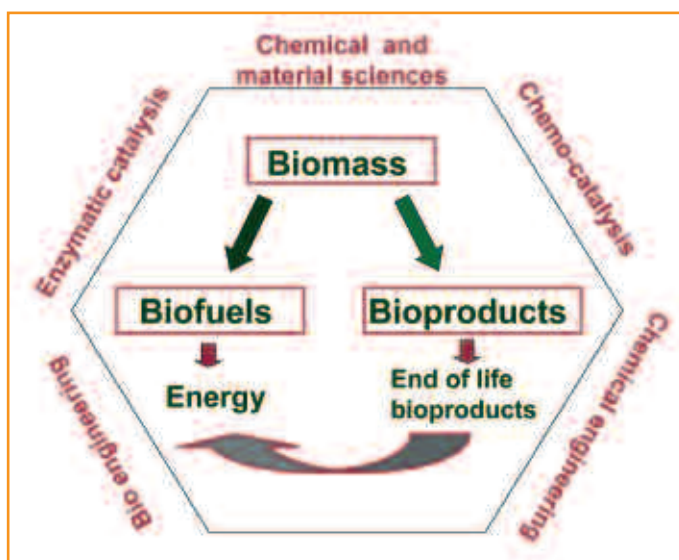 Chemical and
material sciences
Enzymatic catalysis
Chemo-catalysis
Biomass
Biofuels
Bioproducts
Energy
End of life
bioproducts
Bio engineering
Chemical engineering